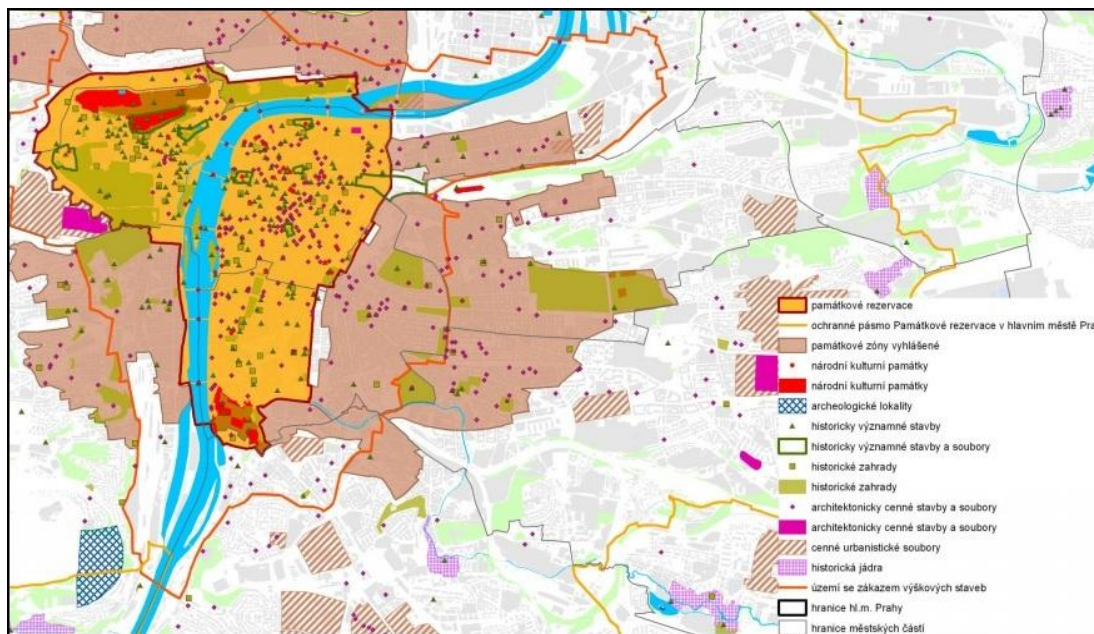 památkové rezervace
ochranné pásmo Památkové rezervace v hlavním městě Pra
památkové zóny vyhlášené
národní kulturní památky
národní kulturní památky
archeologické lokality
historicky významné stavby
historicky významné stavby a soubory
historické zahrady
historické zahrady
architektonicky cenné stavby a soubory
architektonicky cenné stavby a soubory
cenné urbanistické soubory
historická jádra
území se zákazem výškových staveb
hranice hl.m. Prahy
hranice městských částí